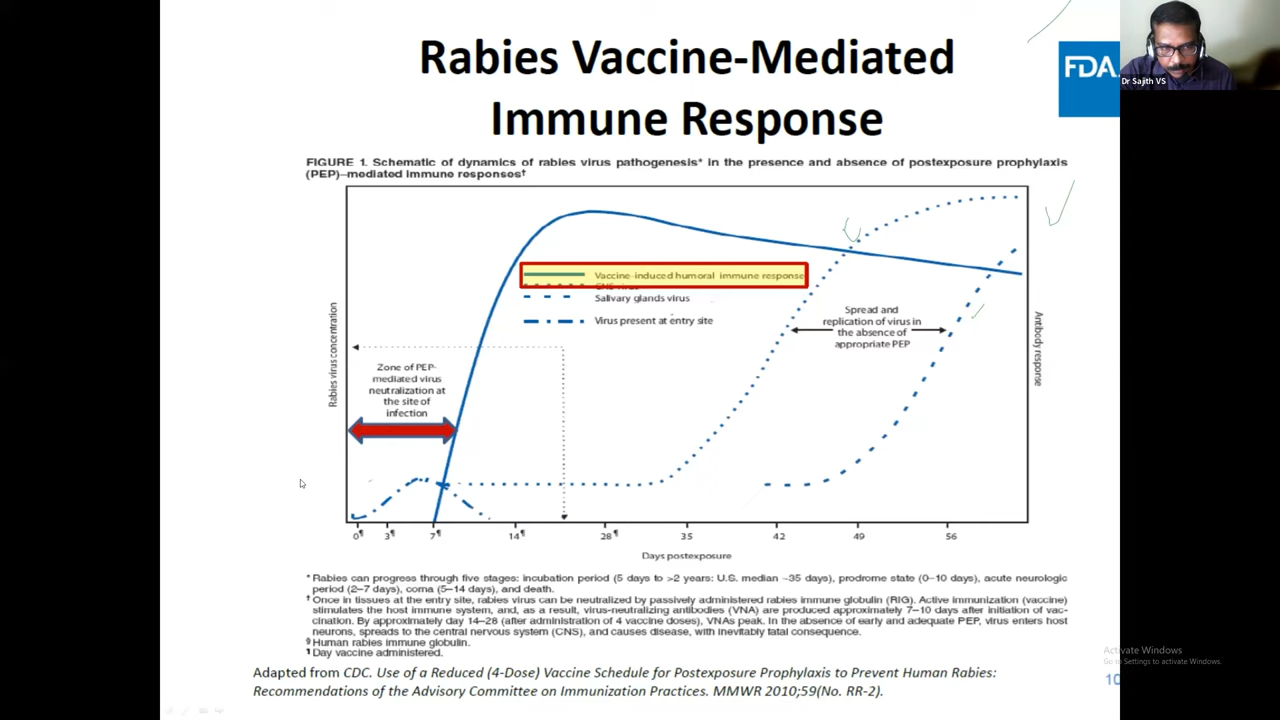 Rabies Vaccine-Mediated
Immune Response
FDA
Dr Sajith VS
FIGURE 1. Schematic of dynamics of rabies virus pathogenesis* in the presence and absence of postexposure prophylaxis
(PEP)–mediated immune responses†
Vaccine-induced humoral immune response
CNS virus
Salivary glands virus
Virus present at entry site
Spread and
replication of virus in
the absence of
appropriate PEP
Rabies virus concentration
Antibody response
Zone of PEP-
mediated virus
neutralization at
the site of
infection
0¶ 3¶ 7¶ 14¶ 28¶ 35 42 49 56
Days postexposure
* Rabies can progress through five stages: incubation period (5 days to >2 years: U.S. median ~35 days), prodrome state (0–10 days), acute neurologic
period (2–7 days), coma (5–14 days), and death.
† Once in tissues at the entry site, rabies virus can be neutralized by passively administered rabies immune globulin (RIG). Active immunization (vaccine)
stimulates the host immune system, and, as a result, virus-neutralizing antibodies (VNA) are produced approximately 7–10 days after initiation of vac-
cination. By approximately day 14–28 (after administration of 4 vaccine doses), VNAs peak. In the absence of early and adequate PEP, virus enters host
neurons, spreads to the central nervous system (CNS), and causes disease, with inevitably fatal consequence.
§ Human rabies immune globulin.
¶ Day vaccine administered.
Adapted from CDC. Use of a Reduced (4-Dose) Vaccine Schedule for Postexposure Prophylaxis to Prevent Human Rabies:
Recommendations of the Advisory Committee on Immunization Practices. MMWR 2010;59(No. RR-2).
Activate Windows
Go to Settings to activate Windows.
10